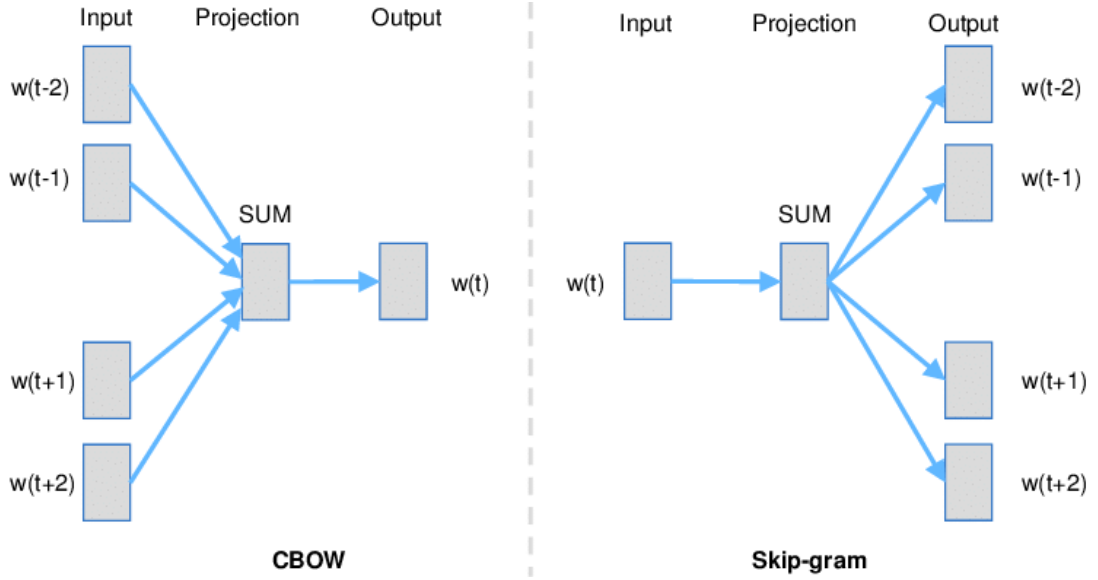 Input Projection Output
w(t-2)
w(t-1)
SUM
w(t)
w(t+1)
w(t+2)
CBOW
Input Projection Output
w(t-2)
w(t-1)
SUM
w(t)
w(t+1)
w(t+2)
Skip-gram